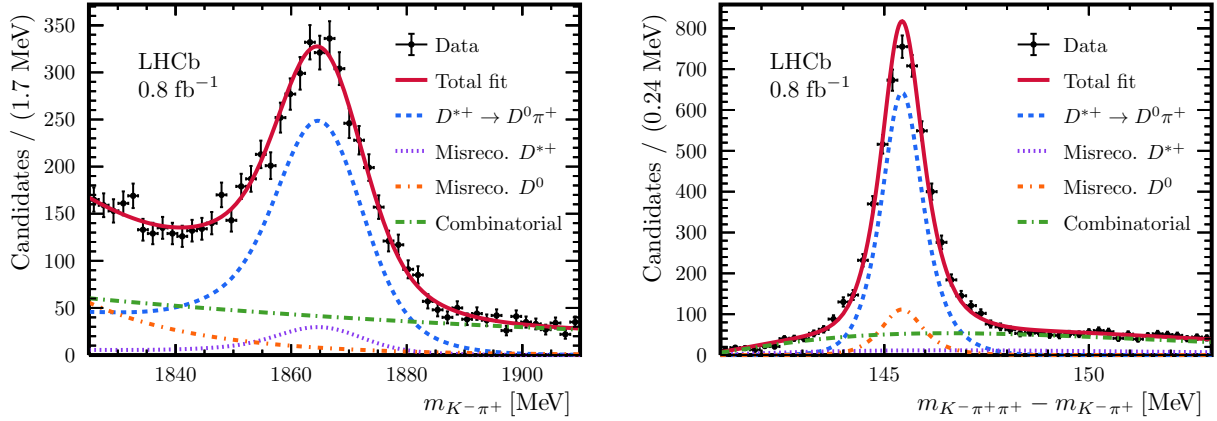 Candidates / (1.7 MeV)
350
300
250
200
150
100
50
0
LHCb
0.8 fb⁻¹
Data
Total fit
D*⁺ → D⁰π⁺
Misreco. D*⁺
Misreco. D⁰
Combinatorial
1840 1860 1880 1900
m_{K⁻π⁺} [MeV]
Candidates / (0.24 MeV)
800
700
600
500
400
300
200
100
0
LHCb
0.8 fb⁻¹
Data
Total fit
D*⁺ → D⁰π⁺
Misreco. D*⁺
Misreco. D⁰
Combinatorial
145 150
m_{K⁻π⁺π⁺} − m_{K⁻π⁺} [MeV]